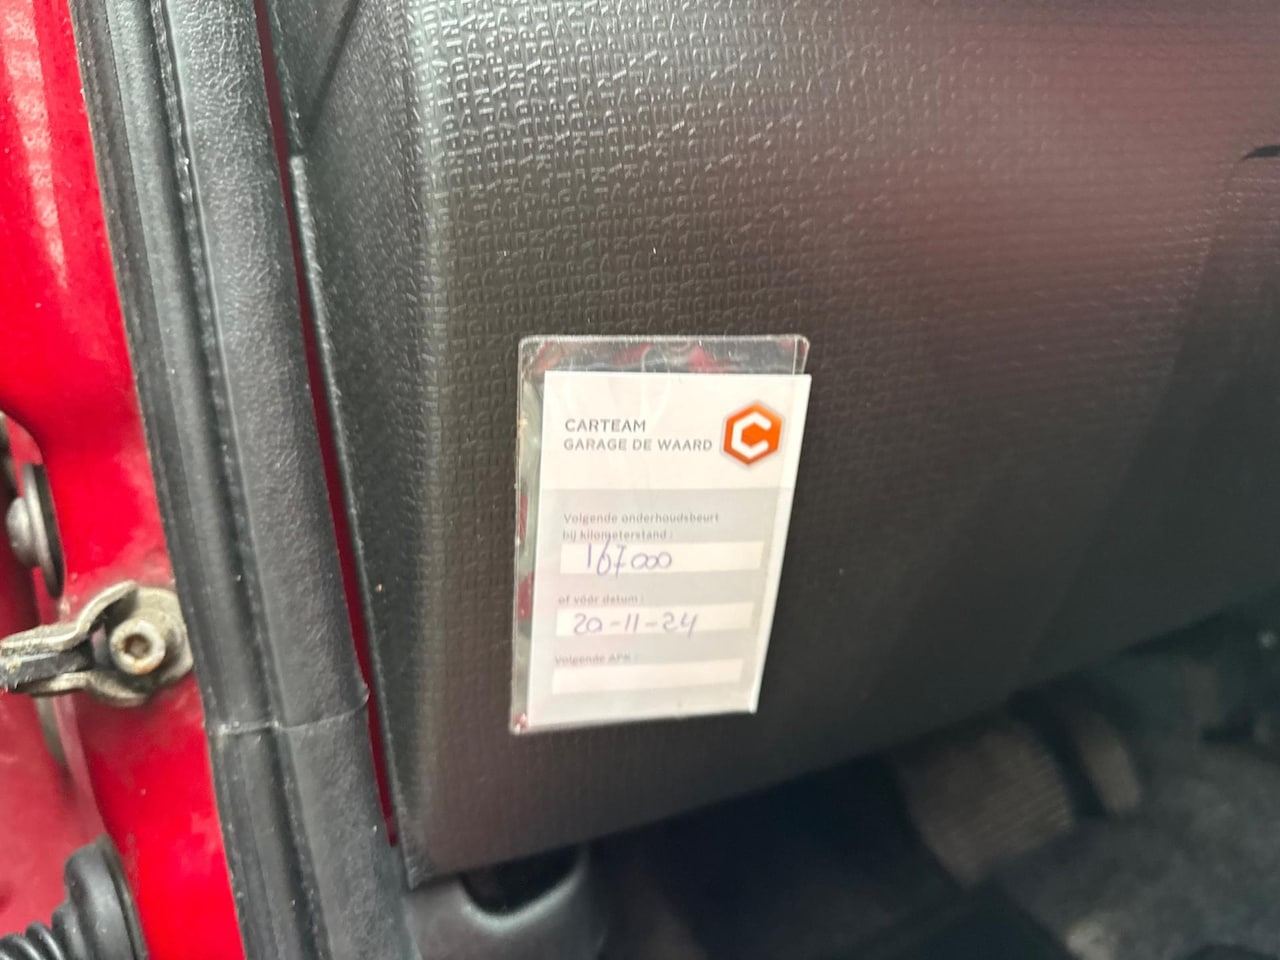 CARTEAM
GARAGE DE WAARD
Volgende onderhoudsbeurt
bij kilometerstand :
167000
of vóór datum :
20-11-24
Volgende APK :